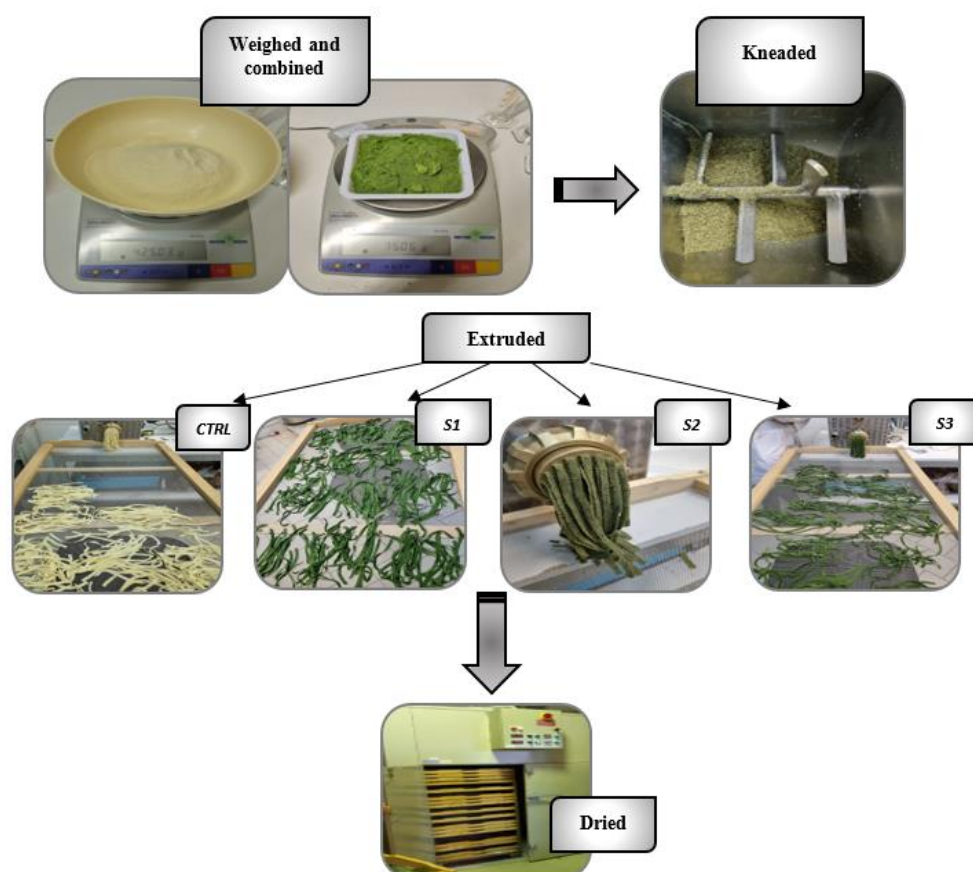 Weighed and
combined
Kneaded
Extruded
CTRL
S1
S2
S3
Dried